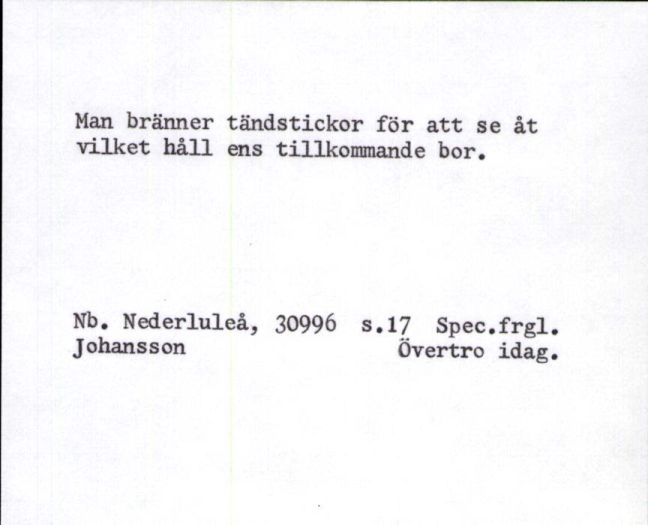 Man bränner tändstickor för att se åt
vilket håll ens tillkommande bor.
Nb. Nederluleå, 30996 s.17 Spec.frgl.
Johansson Övertro idag.